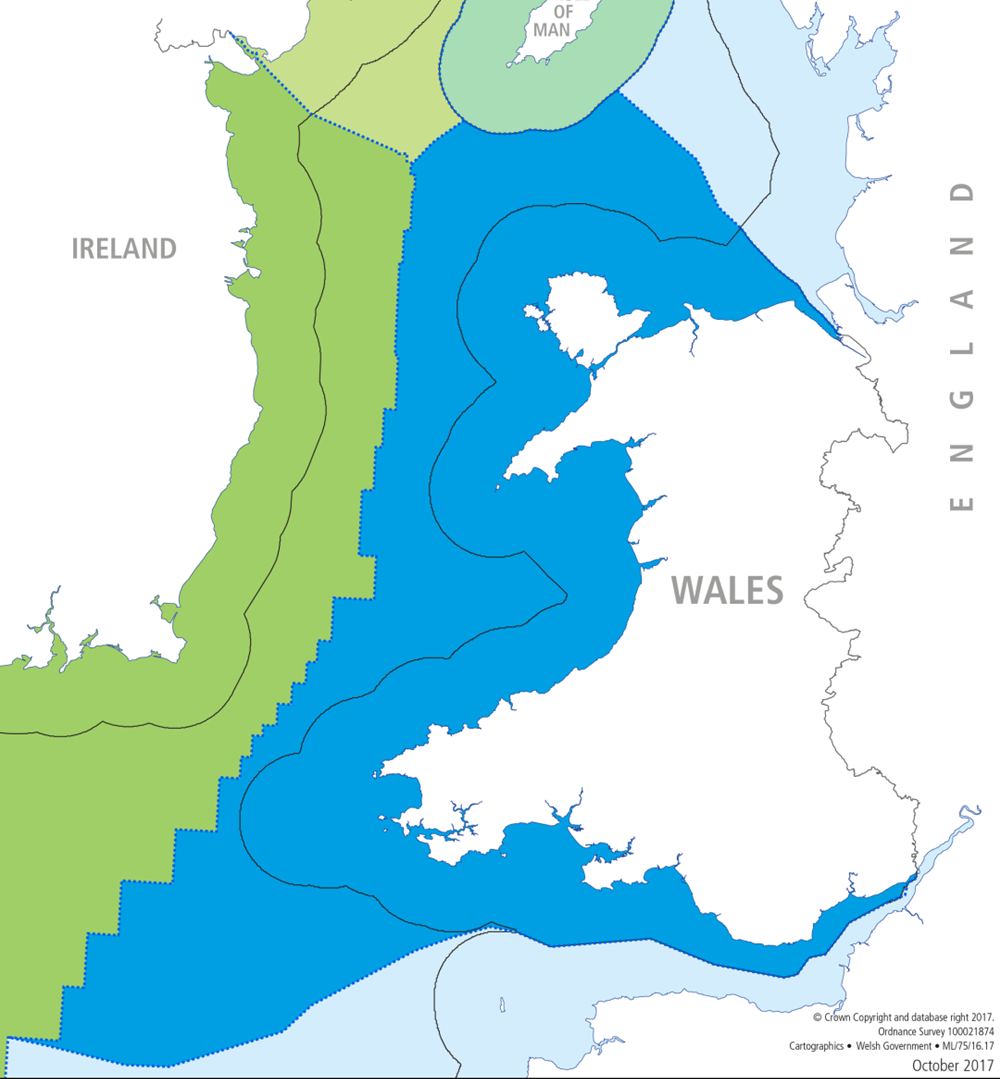 OF
MAN
IRELAND
ENGLAND
WALES
© Crown Copyright and database right 2017.
Ordnance Survey 100021874
Cartographics • Welsh Government • ML/75/16.17
October 2017